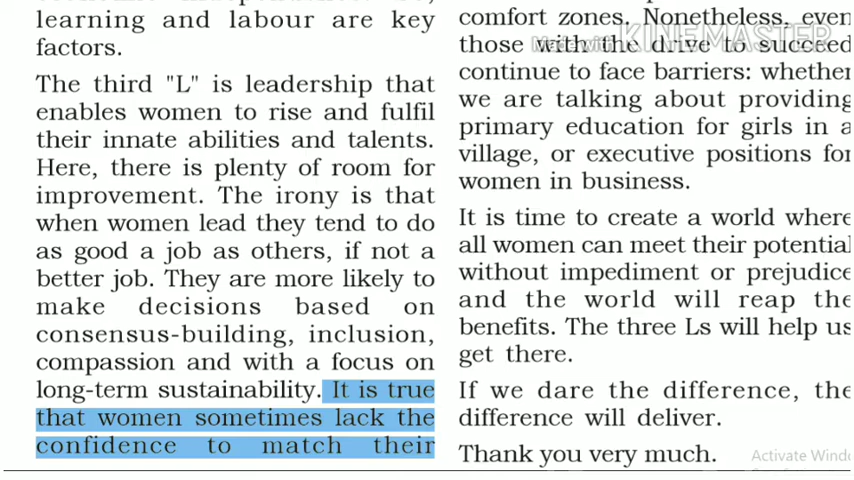 learning and labour are key
factors.
The third "L" is leadership that
enables women to rise and fulfil
their innate abilities and talents.
Here, there is plenty of room for
improvement. The irony is that
when women lead they tend to do
as good a job as others, if not a
better job. They are more likely to
make decisions based on
consensus-building, inclusion,
compassion and with a focus on
long-term sustainability. It is true
that women sometimes lack the
confidence to match their
comfort zones. Nonetheless, even
those with the drive to succeed
continue to face barriers: whether
we are talking about providing
primary education for girls in a
village, or executive positions for
women in business.
It is time to create a world where
all women can meet their potential
without impediment or prejudice
and the world will reap the
benefits. The three Ls will help us
get there.
If we dare the difference, the
difference will deliver.
Thank you very much.
Made with KINEMASTER
Activate Windo